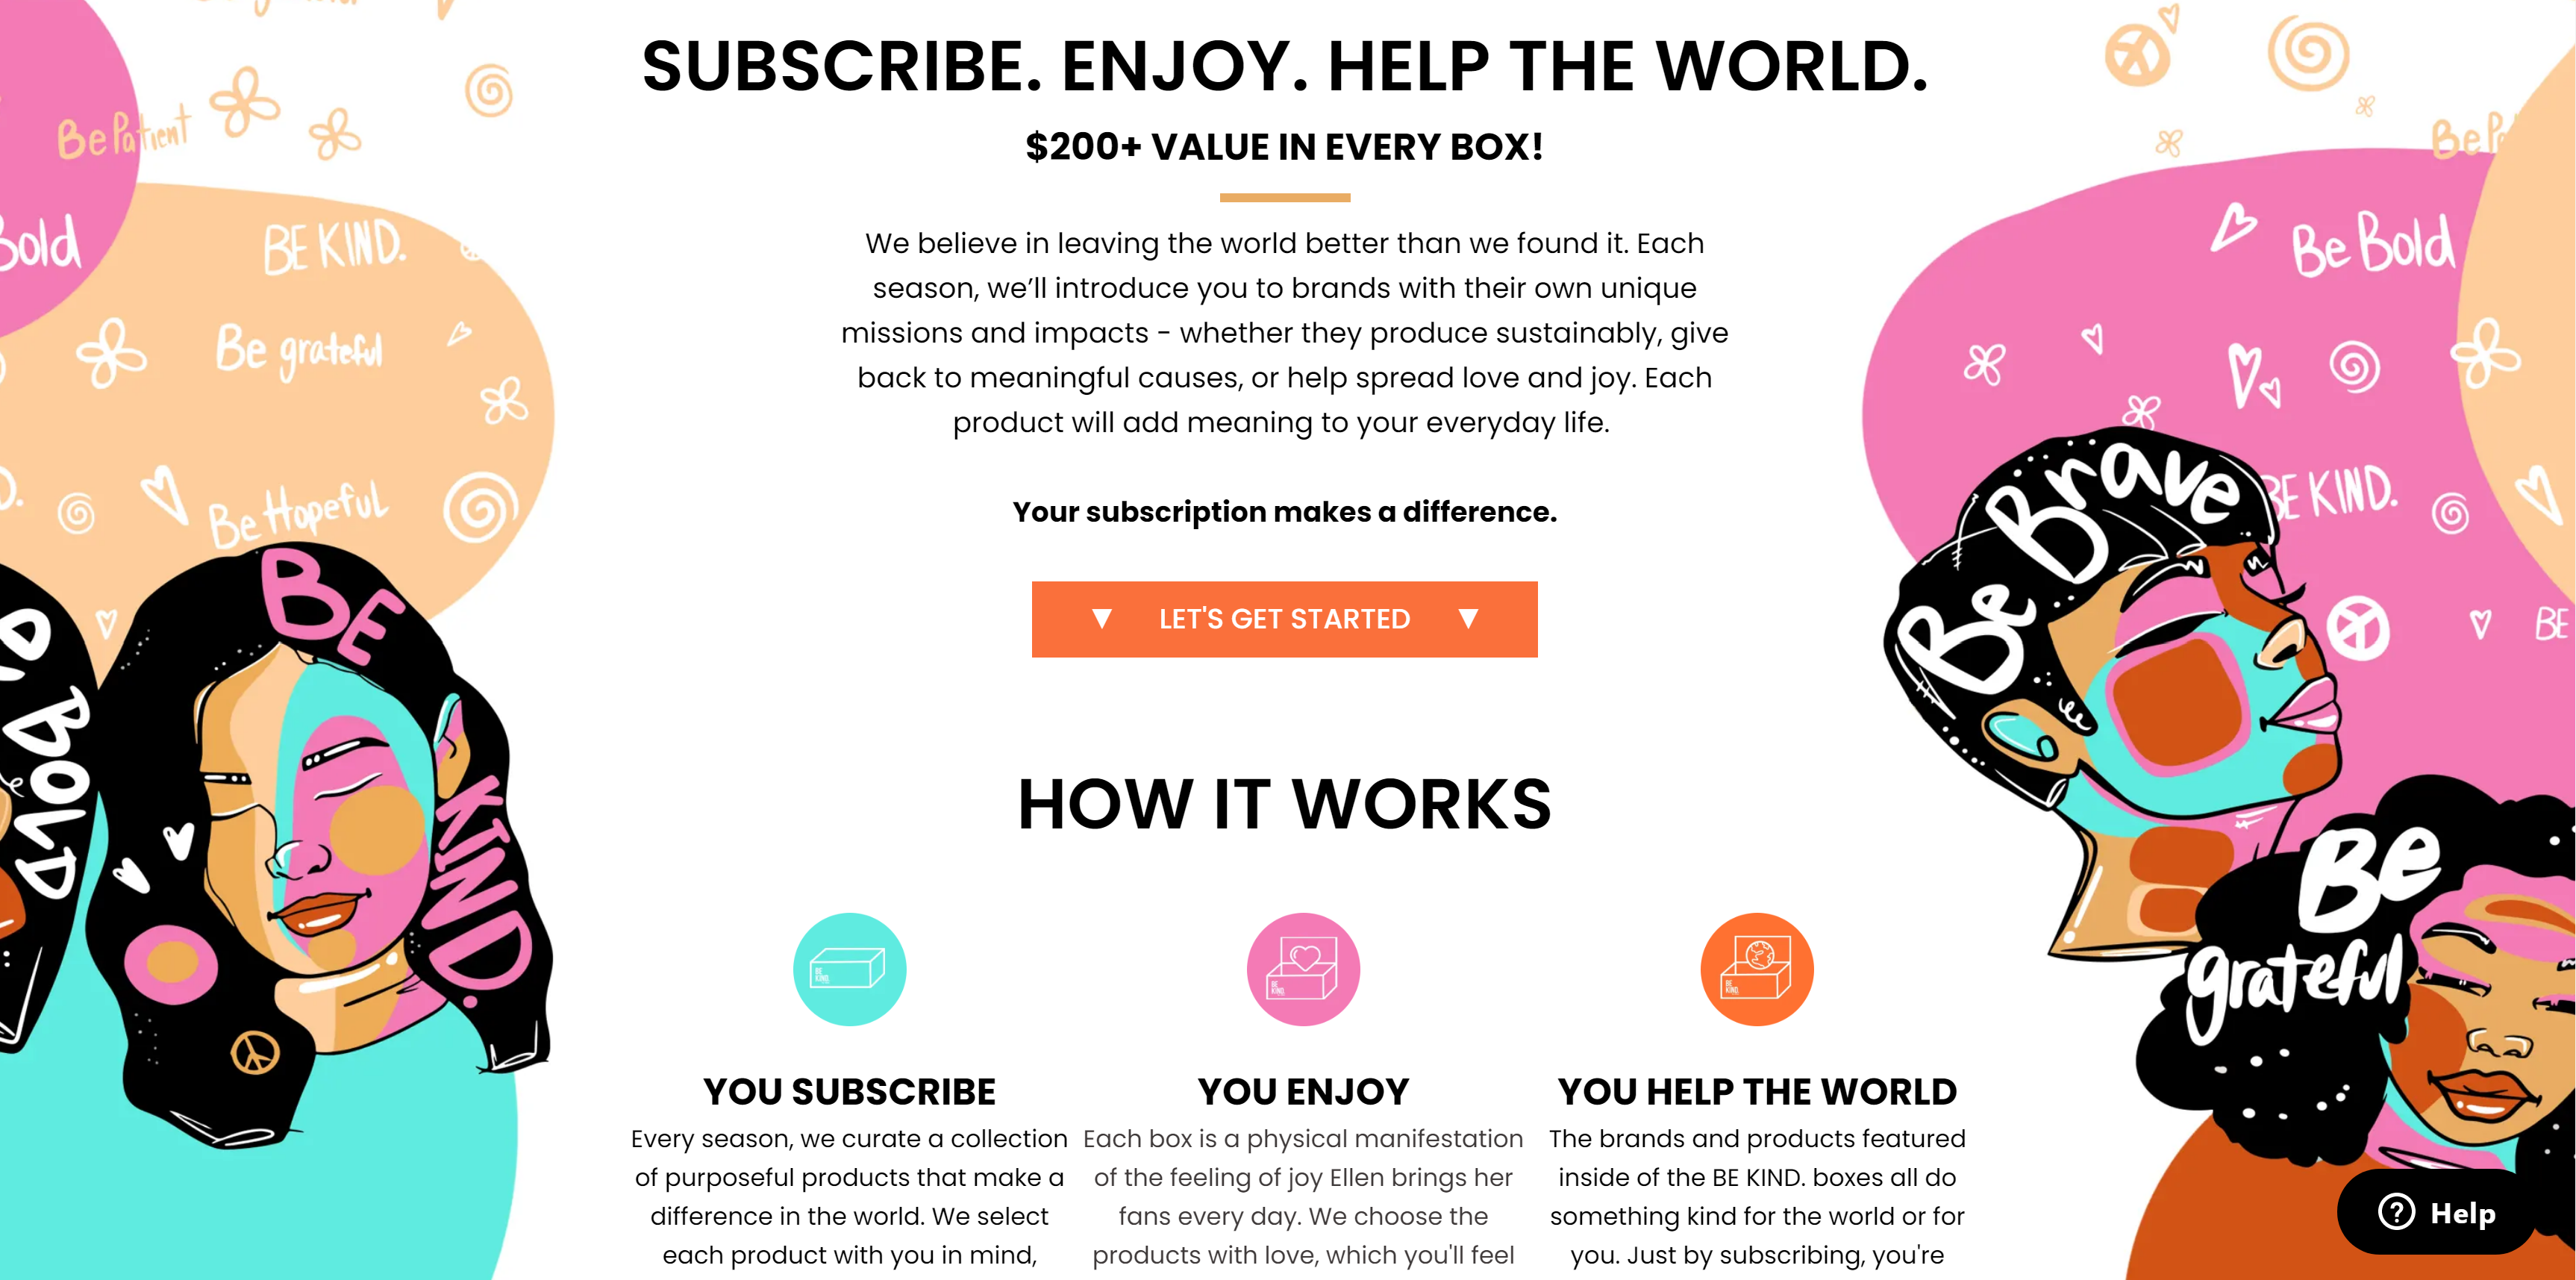 SUBSCRIBE. ENJOY. HELP THE WORLD.
$200+ VALUE IN EVERY BOX!
We believe in leaving the world better than we found it. Each
season, we’ll introduce you to brands with their own unique
missions and impacts - whether they produce sustainably, give
back to meaningful causes, or help spread love and joy. Each
product will add meaning to your everyday life.
Your subscription makes a difference.
▼ LET'S GET STARTED ▼
HOW IT WORKS
BE KIND.
YOU SUBSCRIBE
Every season, we curate a collection
of purposeful products that make a
difference in the world. We select
each product with you in mind,
BE KIND.
YOU ENJOY
Each box is a physical manifestation
of the feeling of joy Ellen brings her
fans every day. We choose the
products with love, which you'll feel
BE KIND.
YOU HELP THE WORLD
The brands and products featured
inside of the BE KIND. boxes all do
something kind for the world or for
you. Just by subscribing, you're
Be Patient
Bold
BE KIND.
Be grateful
Be Hopeful
BE
KIND.
BOLD
Be Bold
Be Brave
BE KIND.
BE
Be
grateful
Help